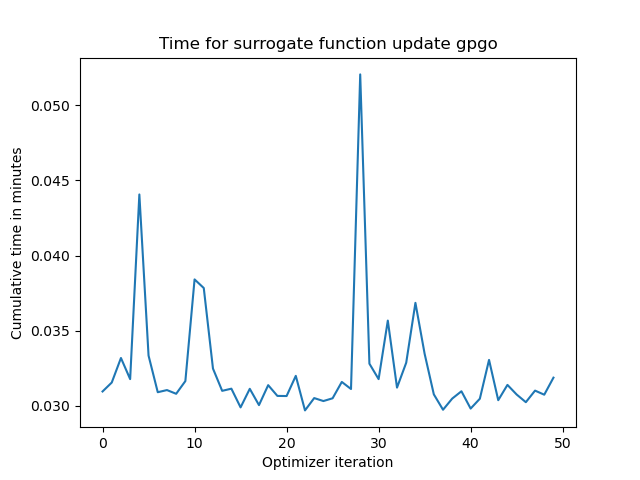 Time for surrogate function update gpgo
Cumulative time in minutes
0.050
0.045
0.040
0.035
0.030
0 10 20 30 40 50
Optimizer iteration